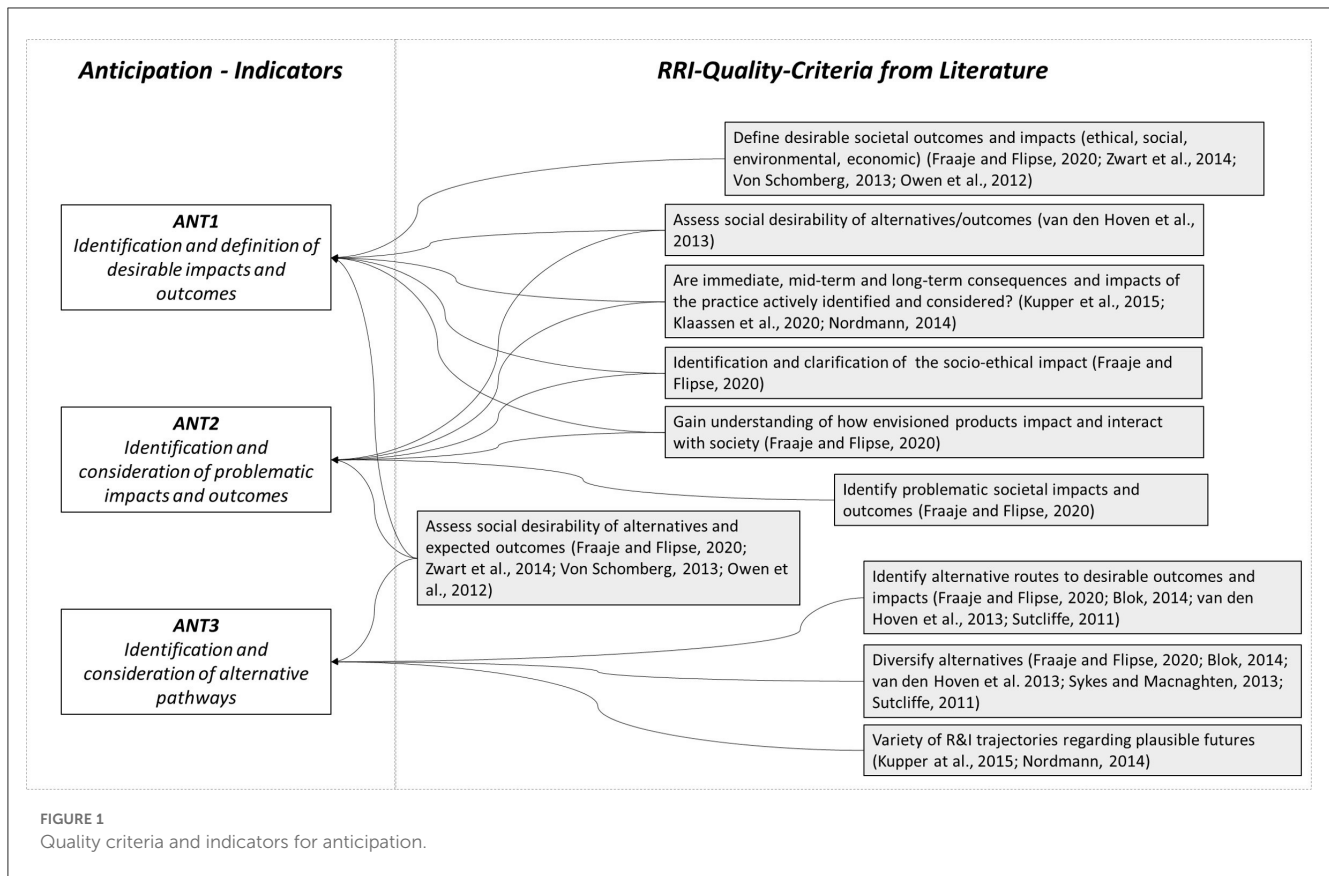 Anticipation - Indicators
RRI-Quality-Criteria from Literature
ANT1
Identification and definition of
desirable impacts and
outcomes
ANT2
Identification and
consideration of problematic
impacts and outcomes
ANT3
Identification and
consideration of alternative
pathways
Define desirable societal outcomes and impacts (ethical, social,
environmental, economic) (Fraaje and Flipse, 2020; Zwart et al., 2014;
Von Schomberg, 2013; Owen et al., 2012)
Assess social desirability of alternatives/outcomes (van den Hoven et al.,
2013)
Are immediate, mid-term and long-term consequences and impacts of
the practice actively identified and considered? (Kupper et al., 2015;
Klaassen et al., 2020; Nordmann, 2014)
Identification and clarification of the socio-ethical impact (Fraaje and
Flipse, 2020)
Gain understanding of how envisioned products impact and interact
with society (Fraaje and Flipse, 2020)
Identify problematic societal impacts and
outcomes (Fraaje and Flipse, 2020)
Assess social desirability of alternatives and
expected outcomes (Fraaje and Flipse, 2020;
Zwart et al., 2014; Von Schomberg, 2013; Owen et
al., 2012)
Identify alternative routes to desirable outcomes and
impacts (Fraaje and Flipse, 2020; Blok, 2014; van den
Hoven et al., 2013; Sutcliffe, 2011)
Diversify alternatives (Fraaje and Flipse, 2020; Blok, 2014;
van den Hoven et al. 2013; Sykes and Macnaghten, 2013;
Sutcliffe, 2011)
Variety of R&I trajectories regarding plausible futures
(Kupper at al., 2015; Nordmann, 2014)
FIGURE 1
Quality criteria and indicators for anticipation.